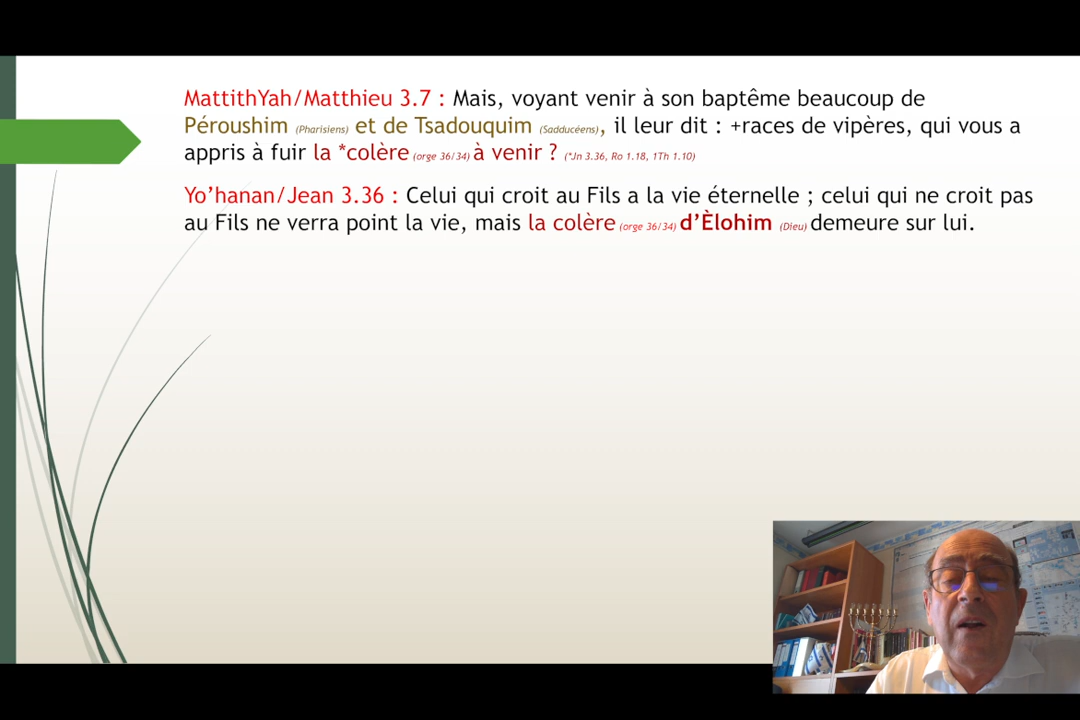 MattithYah/Matthieu 3.7 : Mais, voyant venir à son baptême beaucoup de
Péroushim (Pharisiens) et de Tsadouquim (Sadducéens), il leur dit : +races de vipères, qui vous a
appris à fuir la *colère (orge 36/34) à venir ? (*Jn 3.36, Ro 1.18, 1Th 1.10)
Yo’hanan/Jean 3.36 : Celui qui croit au Fils a la vie éternelle ; celui qui ne croit pas
au Fils ne verra point la vie, mais la colère (orge 36/34) d’Èlohim (Dieu) demeure sur lui.